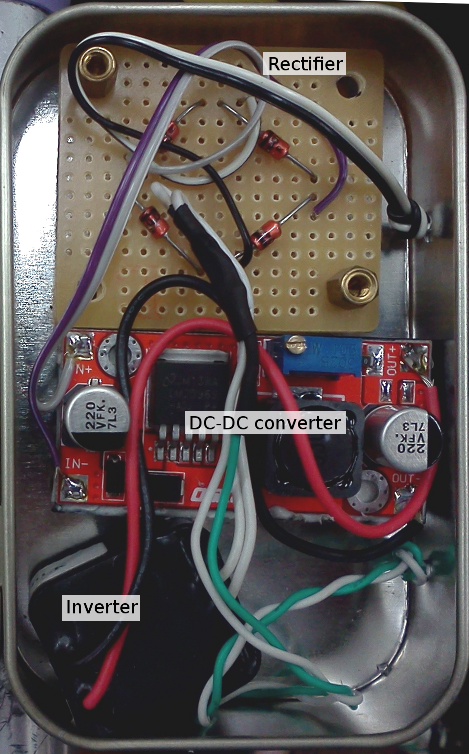 Rectifier
IN+
OUT+
220
VFK.
7L3
DC-DC converter
220
VFK.
7L3
IN-
OUT-
Inverter